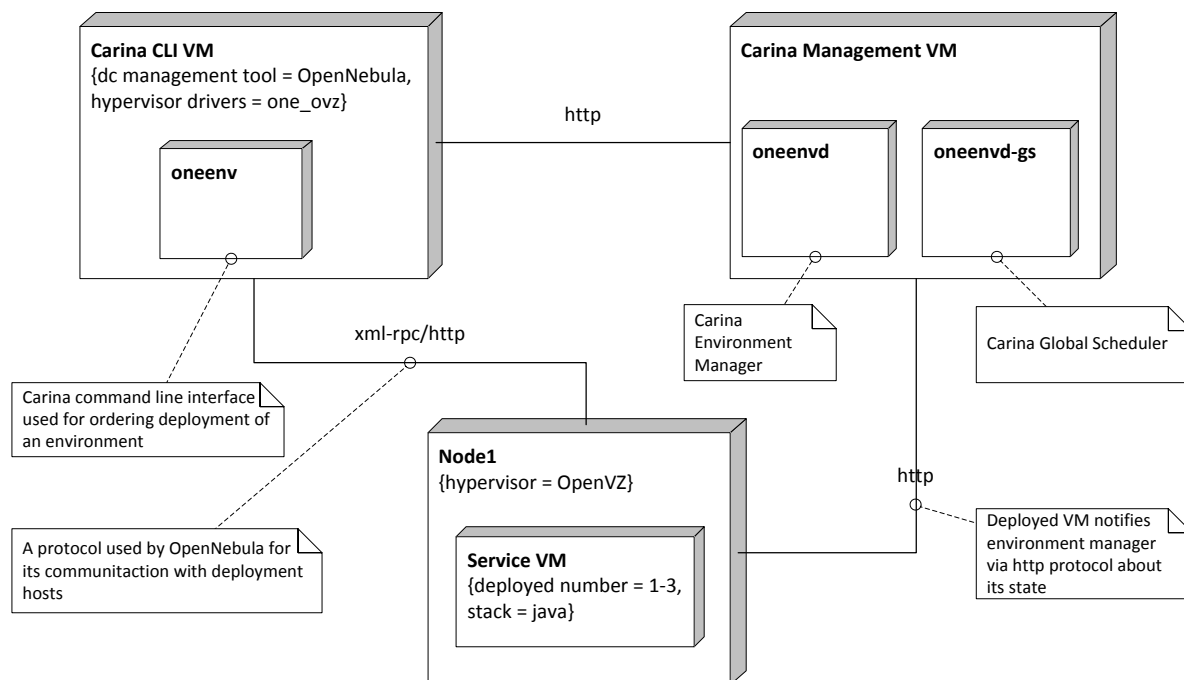 Carina CLI VM
{dc management tool = OpenNebula,
hypervisor drivers = one_ovz}
oneenv
http
Carina Management VM
oneenvd
oneenvd-gs
xml-rpc/http
Carina
Environment
Manager
Carina Global Scheduler
Carina command line interface
used for ordering deployment of
an environment
Node1
{hypervisor = OpenVZ}
Service VM
{deployed number = 1-3,
stack = java}
http
A protocol used by OpenNebula for
its communitaction with deployment
hosts
Deployed VM notifies
environment manager
via http protocol about
its state